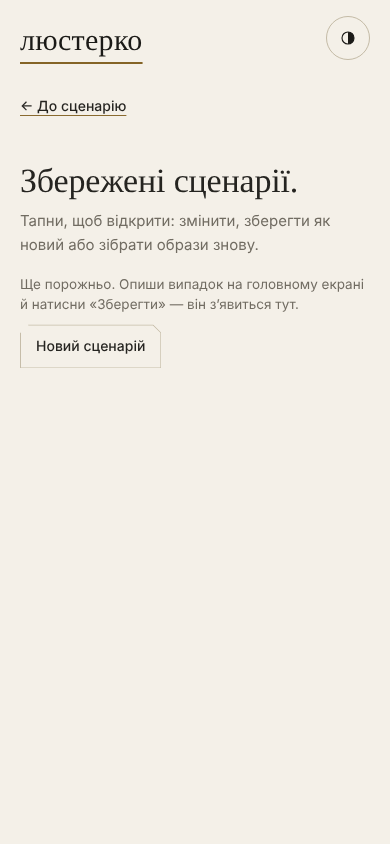 люстерко
← До сценарію
Збережені сценарії.
Тапни, щоб відкрити: змінити, зберегти як
новий або зібрати образи знову.
Ще порожньо. Опиши випадок на головному екрані
й натисни «Зберегти» — він зʼявиться тут.
Новий сценарій